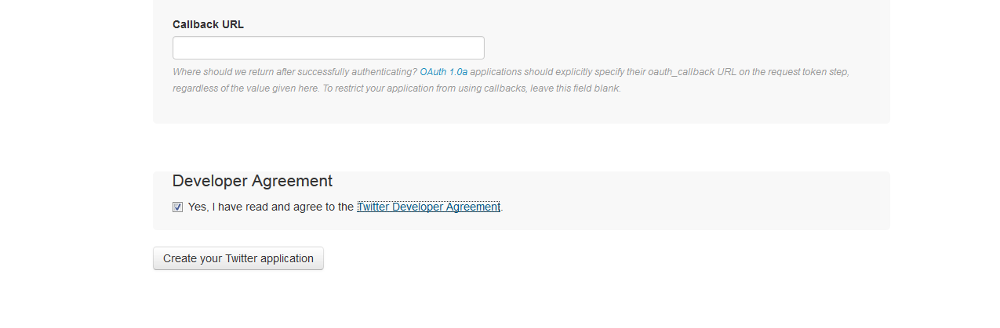 Callback URL
Where should we return after successfully authenticating? OAuth 1.0a applications should explicitly specify their oauth_callback URL on the request token step,
regardless of the value given here. To restrict your application from using callbacks, leave this field blank.
Developer Agreement
Yes, I have read and agree to the Twitter Developer Agreement.
Create your Twitter application